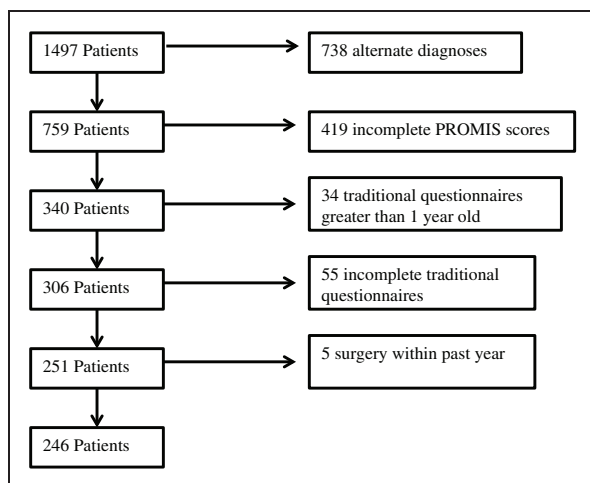 1497 Patients
738 alternate diagnoses
759 Patients
419 incomplete PROMIS scores
340 Patients
34 traditional questionnaires
greater than 1 year old
306 Patients
55 incomplete traditional
questionnaires
251 Patients
5 surgery within past year
246 Patients